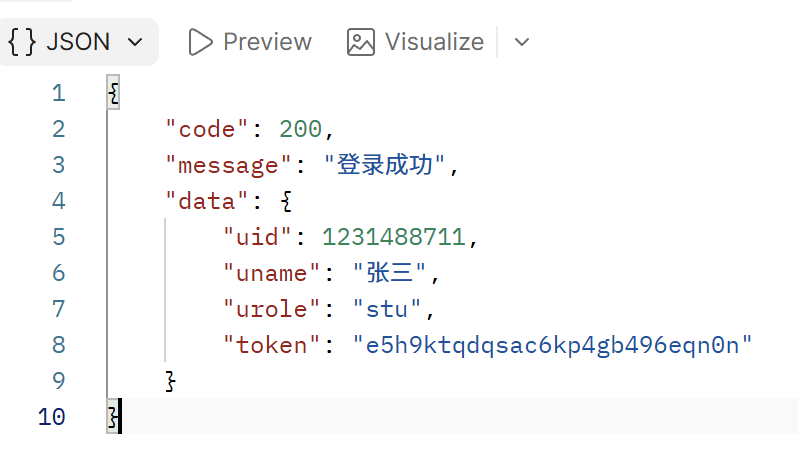 { } JSON Preview Visualize
1 {
2 "code": 200,
3 "message": "登录成功",
4 "data": {
5 "uid": 1231488711,
6 "uname": "张三",
7 "urole": "stu",
8 "token": "e5h9ktqdqsac6kp4gb496eqn0n"
9 }
10 }